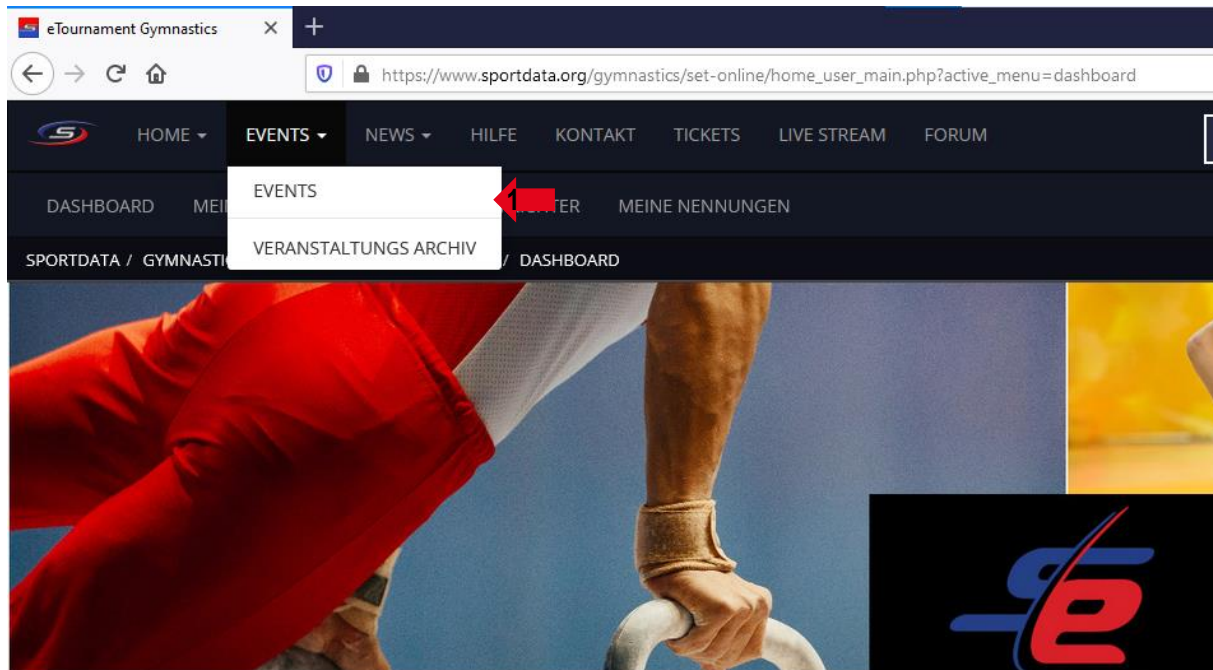 eTournament Gymnastics
https://www.sportdata.org/gymnastics/set-online/home_user_main.php?active_menu=dashboard
HOME EVENTS NEWS HILFE KONTAKT TICKETS LIVE STREAM FORUM
EVENTS
1
DASHBOARD MEINE NENNUNGEN
VERANSTALTUNGS ARCHIV
SPORTDATA / / DASHBOARD